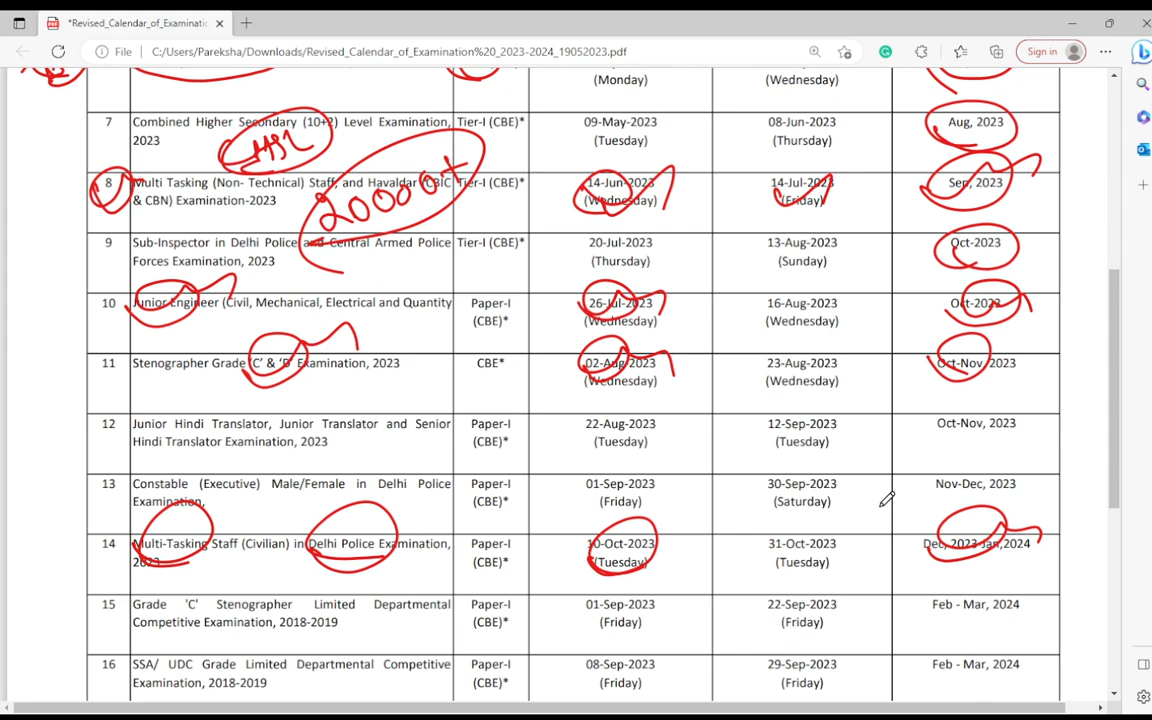 *Revised_Calendar_of_Examinatic
File
C:/Users/Pareksha/Downloads/Revised_Calendar_of_Examination%20_2023-2024_19052023.pdf
Sign in
(Monday)
(Wednesday)
7
Combined Higher Secondary (10+2) Level Examination,
2023
Tier-I (CBE)*
09-May-2023
(Tuesday)
08-Jun-2023
(Thursday)
Aug, 2023
8
Multi Tasking (Non- Technical) Staff, and Havaldar (CBIC
& CBN) Examination-2023
Tier-I (CBE)*
14-Jun-2023
(Wednesday)
14-Jul-2023
(Friday)
Sep, 2023
20000+
9
Sub-Inspector in Delhi Police and Central Armed Police
Forces Examination, 2023
Tier-I (CBE)*
20-Jul-2023
(Thursday)
13-Aug-2023
(Sunday)
Oct-2023
10
Junior Engineer (Civil, Mechanical, Electrical and Quantity
Paper-I
(CBE)*
26-Jul-2023
(Wednesday)
16-Aug-2023
(Wednesday)
Oct-2023
11
Stenographer Grade 'C' & 'D' Examination, 2023
CBE*
02-Aug-2023
(Wednesday)
23-Aug-2023
(Wednesday)
Oct-Nov, 2023
12
Junior Hindi Translator, Junior Translator and Senior
Hindi Translator Examination, 2023
Paper-I
(CBE)*
22-Aug-2023
(Tuesday)
12-Sep-2023
(Tuesday)
Oct-Nov, 2023
13
Constable (Executive) Male/Female in Delhi Police
Examination,
Paper-I
(CBE)*
01-Sep-2023
(Friday)
30-Sep-2023
(Saturday)
Nov-Dec, 2023
14
Multi-Tasking Staff (Civilian) in Delhi Police Examination,
2023
Paper-I
(CBE)*
10-Oct-2023
(Tuesday)
31-Oct-2023
(Tuesday)
Dec, 2023-Jan,2024
15
Grade 'C' Stenographer Limited Departmental
Competitive Examination, 2018-2019
Paper-I
(CBE)*
01-Sep-2023
(Friday)
22-Sep-2023
(Friday)
Feb - Mar, 2024
16
SSA/ UDC Grade Limited Departmental Competitive
Examination, 2018-2019
Paper-I
(CBE)*
08-Sep-2023
(Friday)
29-Sep-2023
(Friday)
Feb - Mar, 2024